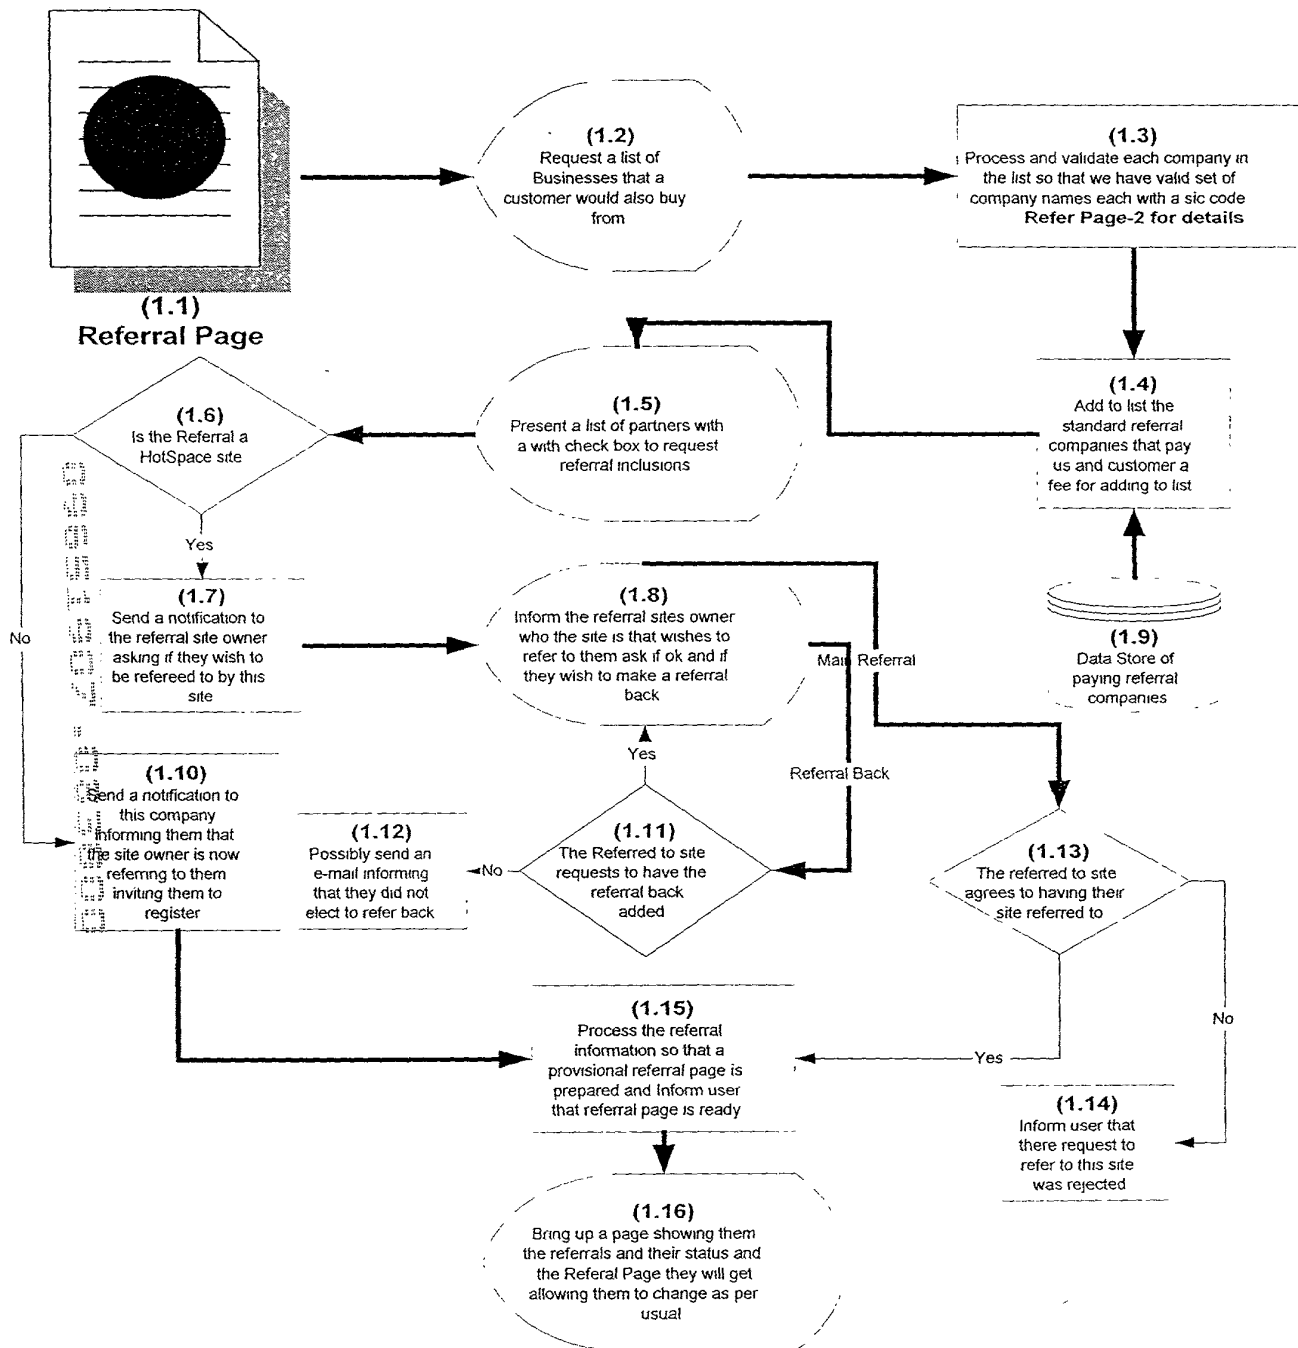 (1.1)
Referral Page
(1.2)
Request a list of
Businesses that a
customer would also buy
from
(1.3)
Process and validate each company in
the list so that we have valid set of
company names each with a sic code
Refer Page-2 for details
(1.4)
Add to list the
standard referral
companies that pay
us and customer a
fee for adding to list
(1.5)
Present a list of partners with
a with check box to request
referral inclusions
(1.6)
Is the Referral a
HotSpace site
Yes
No
(1.7)
Send a notification to
the referral site owner
asking if they wish to
be refereed to by this
site
(1.8)
Inform the referral sites owner
who the site is that wishes to
refer to them ask if ok and if
they wish to make a referral
back
Main Referral
Referral Back
(1.9)
Data Store of
paying referral
companies
(1.10)
Send a notification to
this company
informing them that
the site owner is now
referring to them
inviting them to
register
(1.12)
Possibly send an
e-mail informing
that they did not
elect to refer back
No
Yes
(1.11)
The Referred to site
requests to have the
referral back
added
(1.13)
The referred to site
agrees to having their
site referred to
No
Yes
(1.14)
Inform user that
there request to
refer to this site
was rejected
(1.15)
Process the referral
information so that a
provisional referral page is
prepared and Inform user
that referral page is ready
(1.16)
Bring up a page showing them
the referrals and their status and
the Referal Page they will get
allowing them to change as per
usual